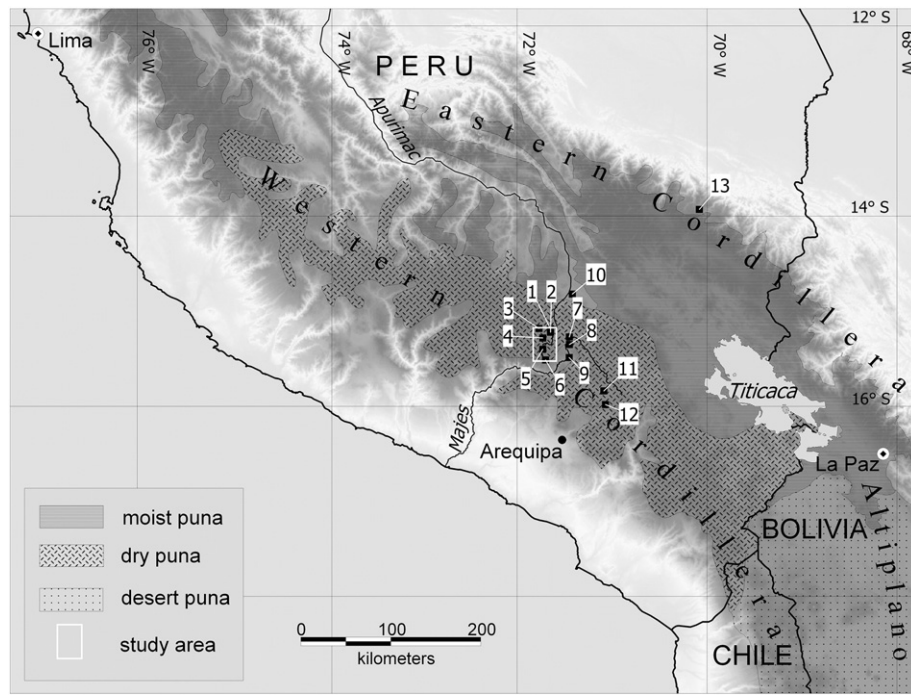 12° S
68° W
76° W
74° W
72° W
70° W
Lima
PERU
Apurimac
Eastern Cordillera
13
Western Cordillera
14° S
10
1
2
7
3
8
4
11
5
6
9
Titicaca
12
16° S
Majes
Arequipa
La Paz
Altiplano
BOLIVIA
moist puna
dry puna
desert puna
study area
0 100 200
kilometers
CHILE